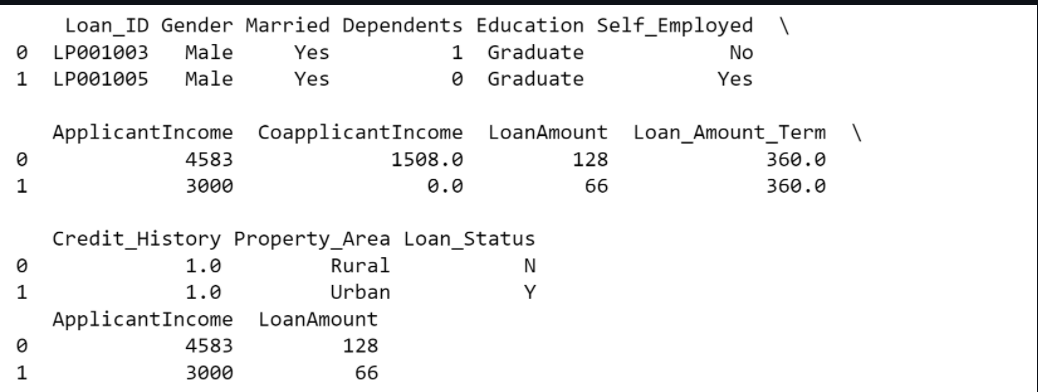 Loan_ID Gender Married Dependents Education Self_Employed \
0 LP001003 Male Yes 1 Graduate No
1 LP001005 Male Yes 0 Graduate Yes
ApplicantIncome CoapplicantIncome LoanAmount Loan_Amount_Term \
0 4583 1508.0 128 360.0
1 3000 0.0 66 360.0
Credit_History Property_Area Loan_Status
0 1.0 Rural N
1 1.0 Urban Y
ApplicantIncome LoanAmount
0 4583 128
1 3000 66